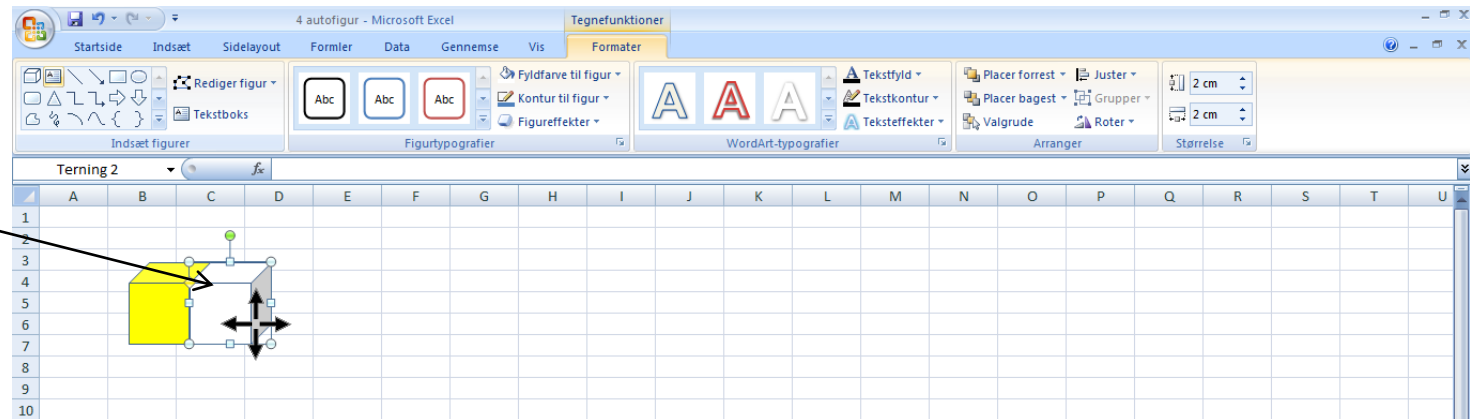 4 autofigur - Microsoft Excel
Tegnefunktioner
Startside Indsæt Sidelayout Formler Data Gennemse Vis Formater
Rediger figur
Tekstboks
Indsæt figurer
Abc Abc Abc
Fyldfarve til figur
Kontur til figur
Figureffekter
Figurtypografier
A A A
Tekstfyld
Tekstkontur
Teksteffekter
WordArt-typografier
Placer forrest
Placer bagest
Valgrude
Juster
Grupper
Roter
Arranger
2 cm
2 cm
Størrelse
Terning 2 fx
A B C D E F G H I J K L M N O P Q R S T U
1
2
3
4
5
6
7
8
9
10